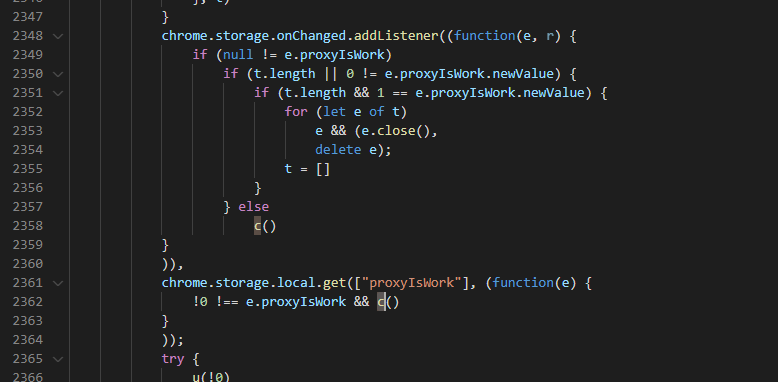 2346 ], t)
2347 }
2348 chrome.storage.onChanged.addListener((function(e, r) {
2349 if (null != e.proxyIsWork)
2350 if (t.length || 0 != e.proxyIsWork.newValue) {
2351 if (t.length && 1 == e.proxyIsWork.newValue) {
2352 for (let e of t)
2353 e && (e.close(),
2354 delete e);
2355 t = []
2356 }
2357 } else
2358 c()
2359 }
2360 )),
2361 chrome.storage.local.get(["proxyIsWork"], (function(e) {
2362 !0 !== e.proxyIsWork && c()
2363 }
2364 ));
2365 try {
2366 u(!0)